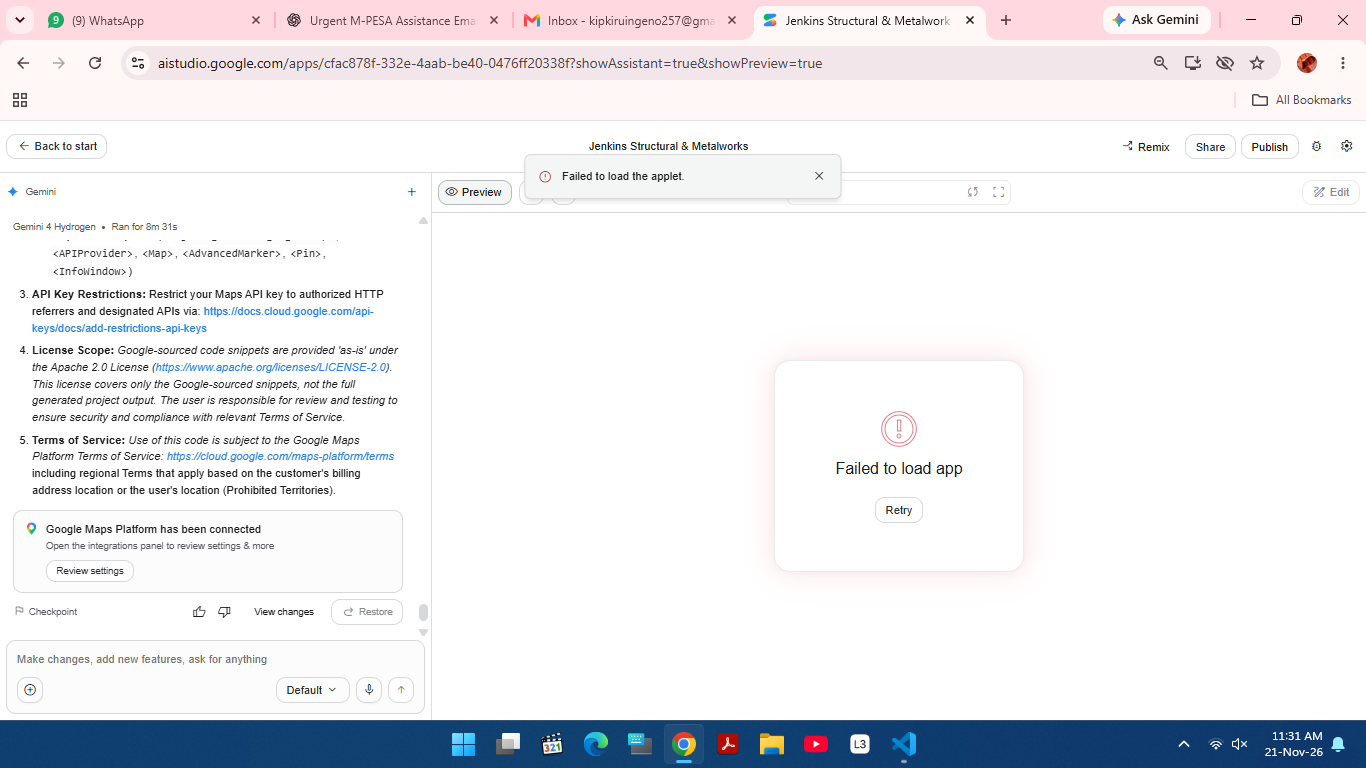 9
(9) WhatsApp
Urgent M-PESA Assistance Ema
Inbox - kipkiruingeno257@gma
Jenkins Structural & Metalwork
Ask Gemini
aistudio.google.com/apps/cfac878f-332e-4aab-be40-0476ff20338f?showAssistant=true&showPreview=true
All Bookmarks
Back to start
Jenkins Structural & Metalworks
Remix
Share
Publish
Failed to load the applet.
Gemini
Preview
Edit
Gemini 4 Hydrogen • Ran for 8m 31s
<APIProvider>, <Map>, <AdvancedMarker>, <Pin>,
<InfoWindow>)
3. API Key Restrictions: Restrict your Maps API key to authorized HTTP
referrers and designated APIs via: https://docs.cloud.google.com/api-
keys/docs/add-restrictions-api-keys
4. License Scope: Google-sourced code snippets are provided 'as-is' under
the Apache 2.0 License (https://www.apache.org/licenses/LICENSE-2.0).
This license covers only the Google-sourced snippets, not the full
generated project output. The user is responsible for review and testing to
ensure security and compliance with relevant Terms of Service.
5. Terms of Service: Use of this code is subject to the Google Maps
Platform Terms of Service: https://cloud.google.com/maps-platform/terms
including regional Terms that apply based on the customer's billing
address location or the user's location (Prohibited Territories).
Google Maps Platform has been connected
Open the integrations panel to review settings & more
Review settings
Checkpoint
View changes
Restore
Make changes, add new features, ask for anything
Default
Failed to load app
Retry
321
L3
11:31 AM
21-Nov-26